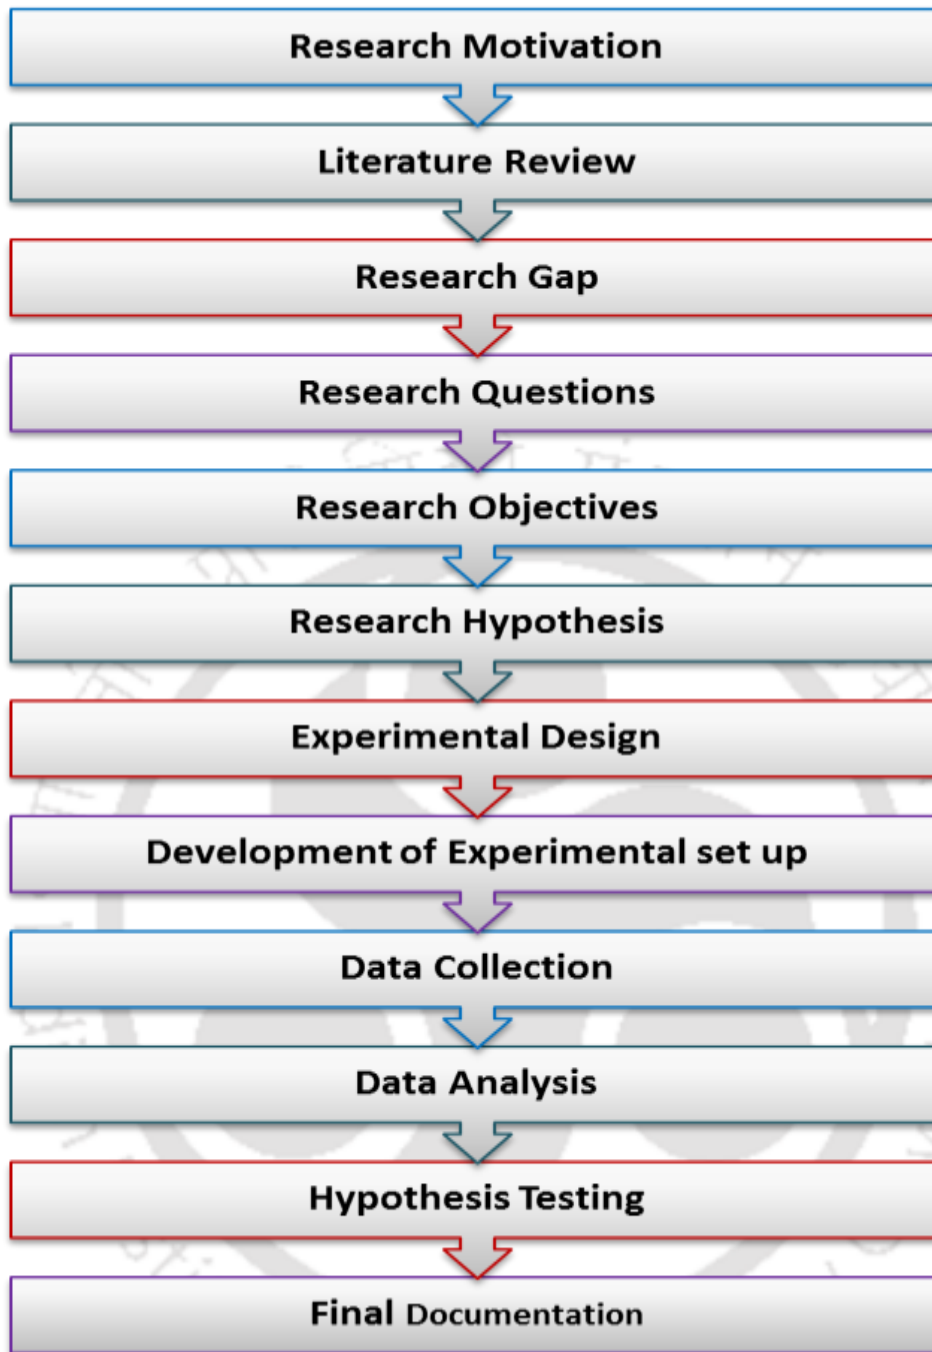 Research Motivation
Literature Review
Research Gap
Research Questions
Research Objectives
Research Hypothesis
Experimental Design
Development of Experimental set up
Data Collection
Data Analysis
Hypothesis Testing
Final Documentation